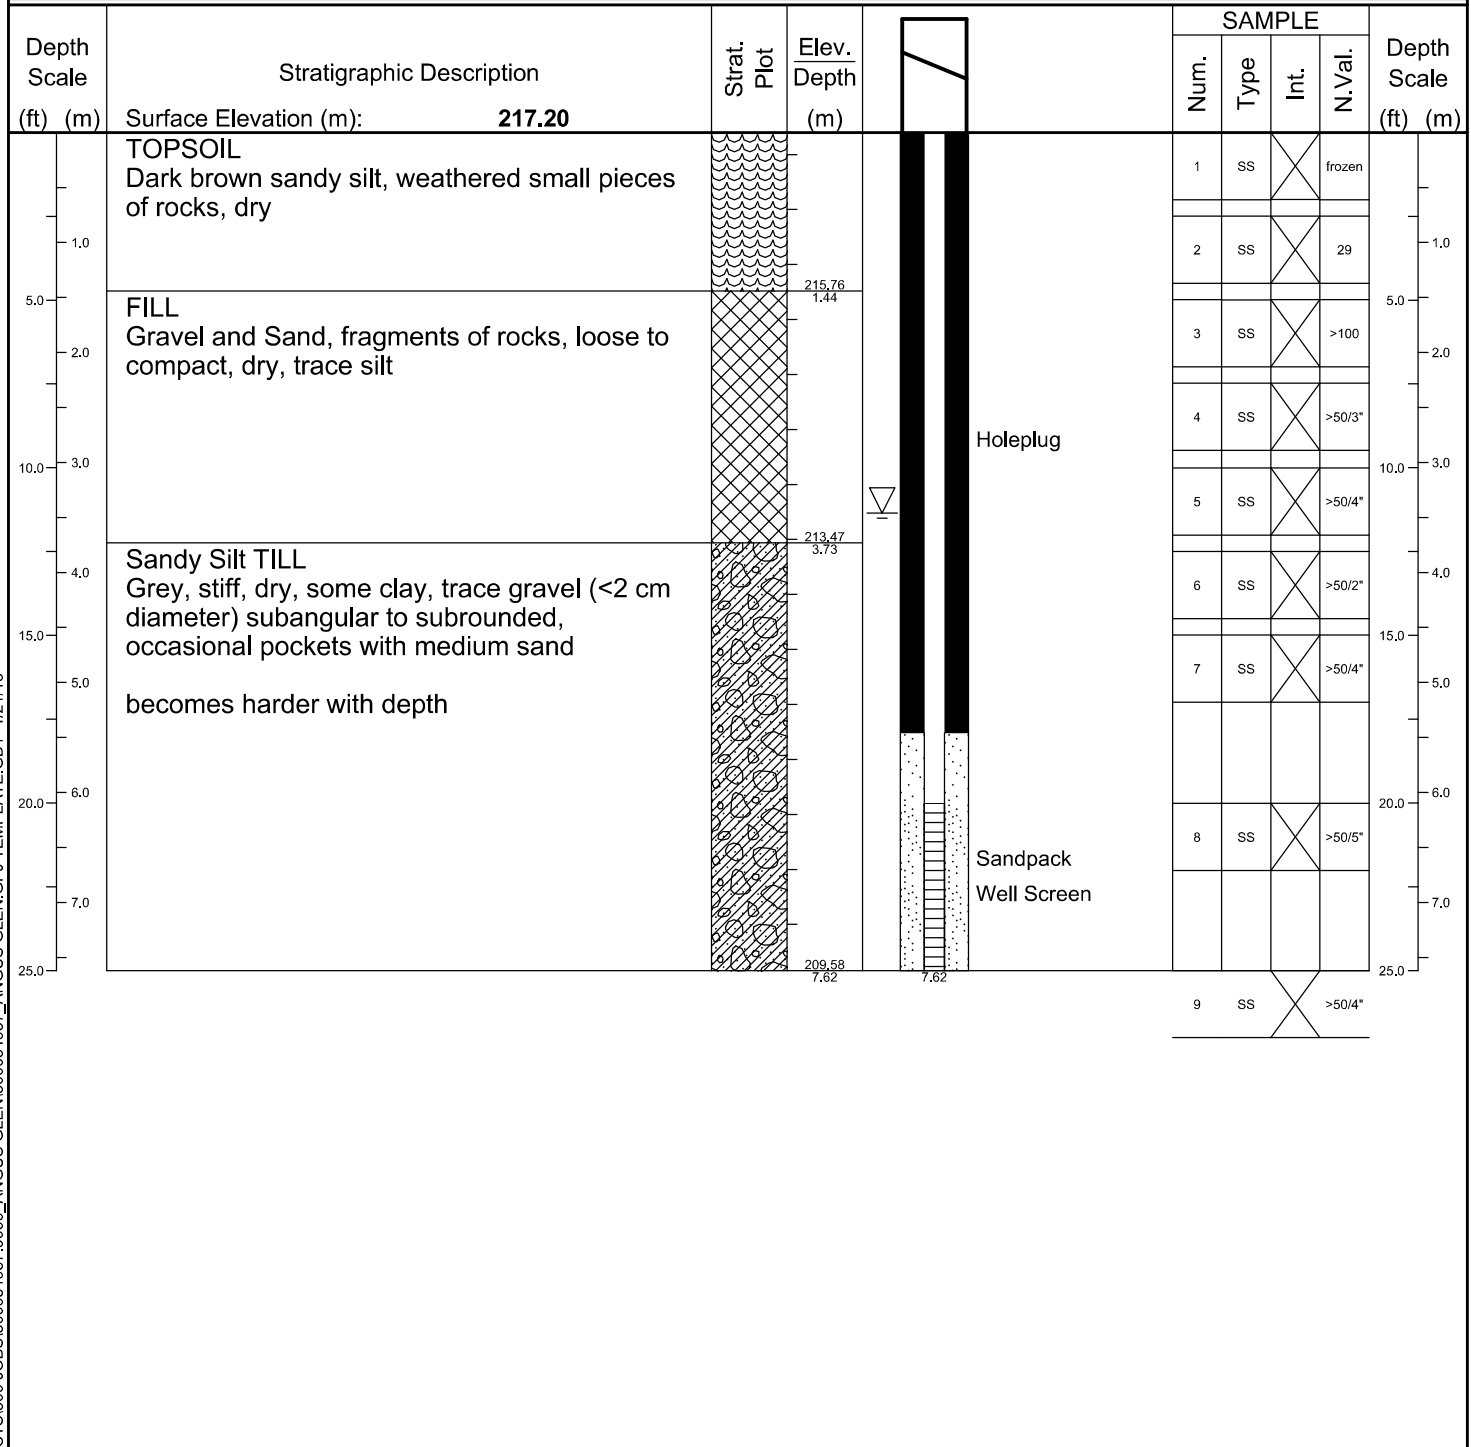 SAMPLE
Depth Scale
Stratigraphic Description
Strat. Plot
Elev. Depth
Num.
Type
Int.
N.Val.
Depth Scale
(ft) (m)
Surface Elevation (m): 217.20
(m)
(ft) (m)
TOPSOIL
Dark brown sandy silt, weathered small pieces
of rocks, dry
1 SS frozen
1.0
2 SS 29
1.0
215.76
1.44
5.0
FILL
5.0
Gravel and Sand, fragments of rocks, loose to
compact, dry, trace silt
3 SS >100
2.0
2.0
4 SS >50/3"
Holeplug
10.0
3.0
10.0
3.0
5 SS >50/4"
213.47
3.73
Sandy Silt TILL
4.0
Grey, stiff, dry, some clay, trace gravel (<2 cm
diameter) subangular to subrounded,
occasional pockets with medium sand
6 SS >50/2"
4.0
15.0
15.0
7 SS >50/4"
5.0
5.0
becomes harder with depth
6.0
20.0
6.0
20.0
8 SS >50/5"
Sandpack
Well Screen
7.0
7.0
25.0
209.58
7.62
7.62
25.0
9 SS >50/4"